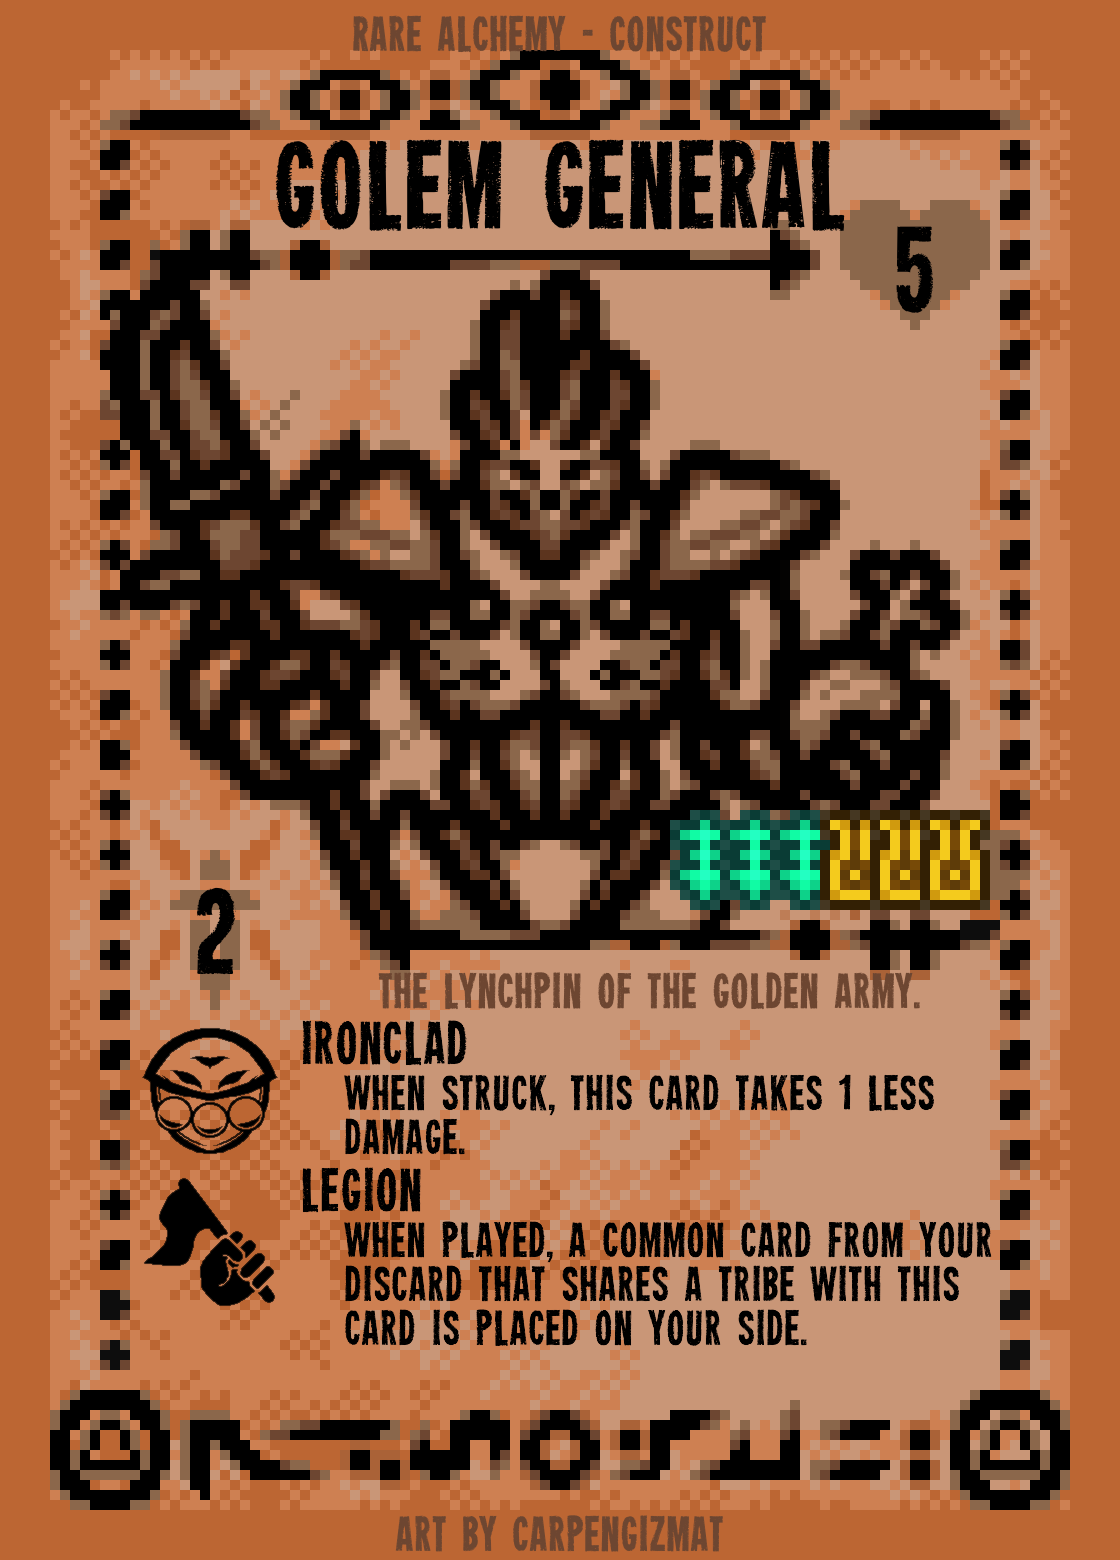 RARE ALCHEMY - CONSTRUCT
GOLEM GENERAL
5
2
THE LYNCHPIN OF THE GOLDEN ARMY.
IRONCLAD
WHEN STRUCK, THIS CARD TAKES 1 LESS
DAMAGE.
LEGION
WHEN PLAYED, A COMMON CARD FROM YOUR
DISCARD THAT SHARES A TRIBE WITH THIS
CARD IS PLACED ON YOUR SIDE.
ART BY CARPENGIZMAT